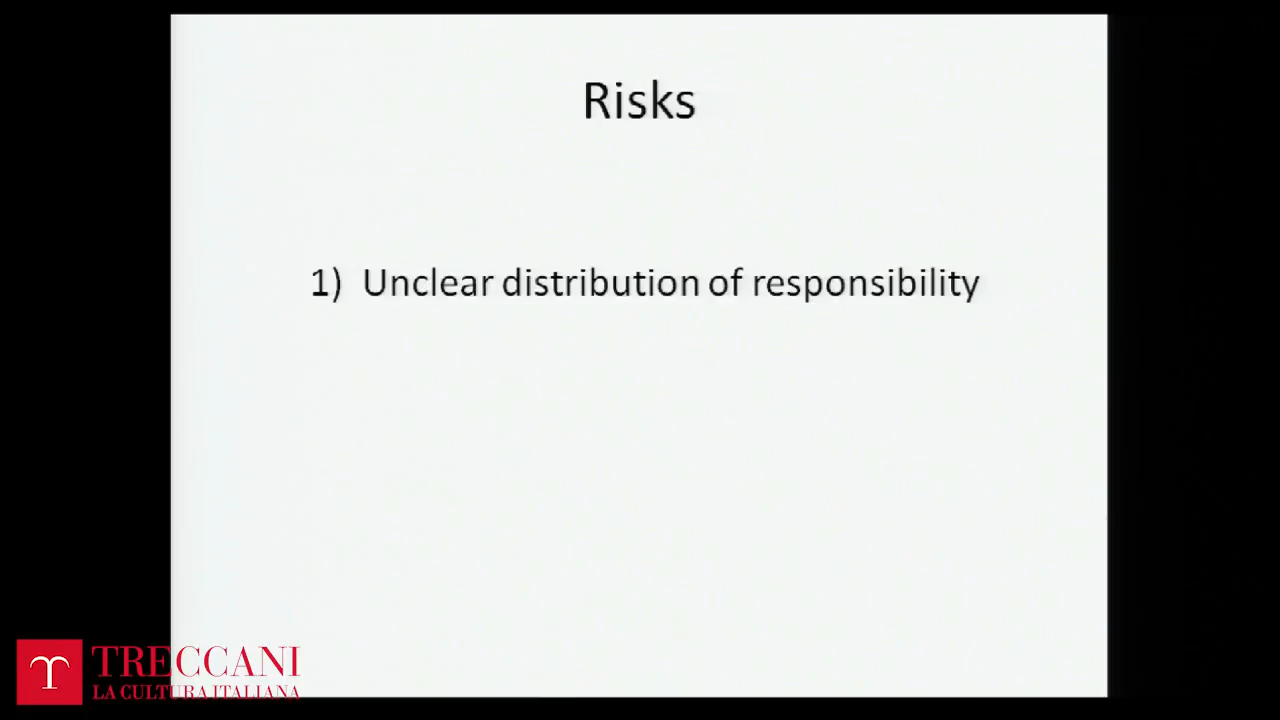 Risks
1) Unclear distribution of responsibility
TRECCANI
LA CULTURA ITALIANA